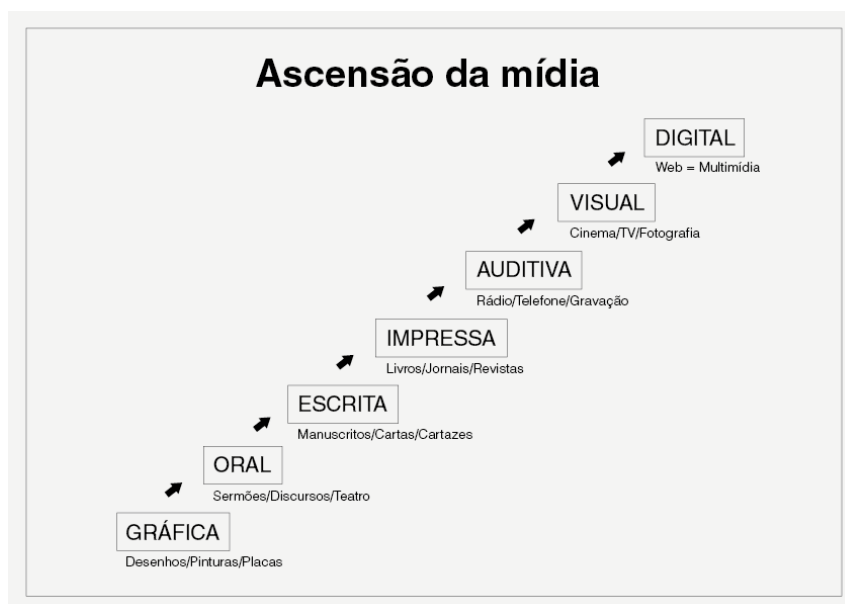 Ascensão da mídia
DIGITAL
Web = Multimídia
VISUAL
Cinema/TV/Fotografia
AUDITIVA
Rádio/Telefone/Gravação
IMPRESSA
Livros/Jornais/Revistas
ESCRITA
Manuscritos/Cartas/Cartazes
ORAL
Sermões/Discursos/Teatro
GRÁFICA
Desenhos/Pinturas/Placas